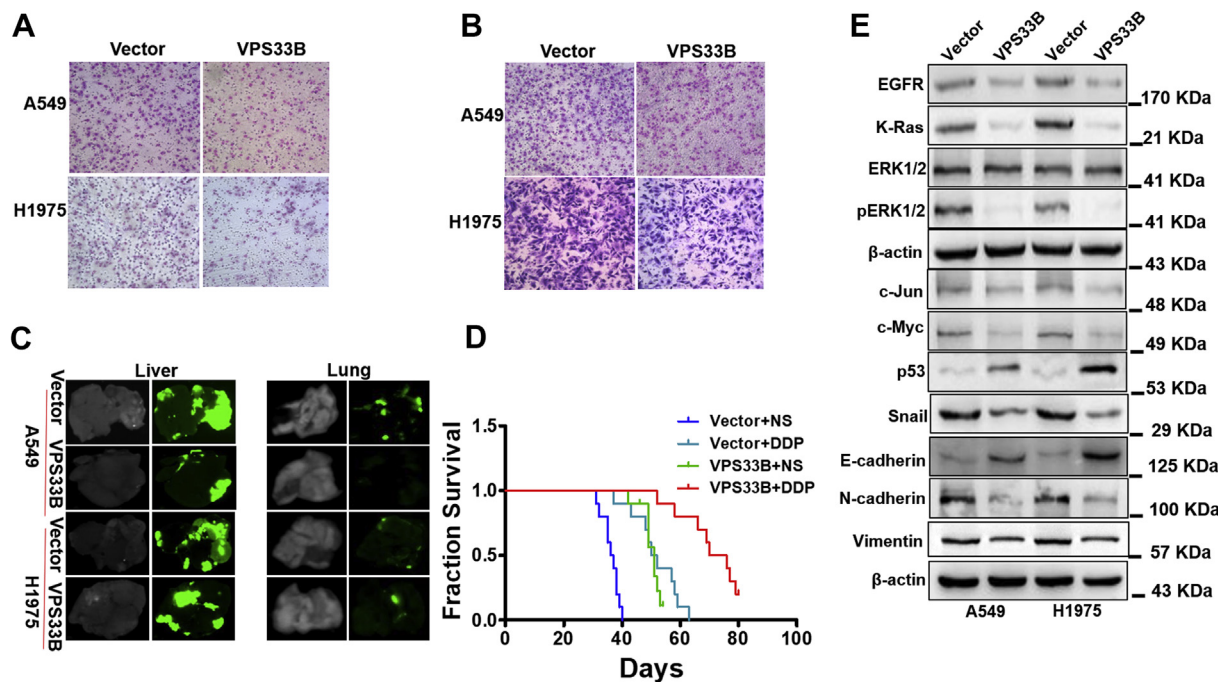 A
Vector
VPS33B
A549
H1975
B
Vector
VPS33B
A549
H1975
C
Liver
Lung
Vector
VPS33B
A549
Vector
VPS33B
H1975
D
Fraction Survival
1.5
1.0
0.5
0.0
0
20
40
60
80
100
Days
Vector+NS
Vector+DDP
VPS33B+NS
VPS33B+DDP
E
Vector
VPS33B
Vector
VPS33B
EGFR
170 KDa
K-Ras
21 KDa
ERK1/2
41 KDa
pERK1/2
41 KDa
β-actin
43 KDa
c-Jun
48 KDa
c-Myc
49 KDa
p53
53 KDa
Snail
29 KDa
E-cadherin
125 KDa
N-cadherin
100 KDa
Vimentin
57 KDa
β-actin
43 KDa
A549
H1975